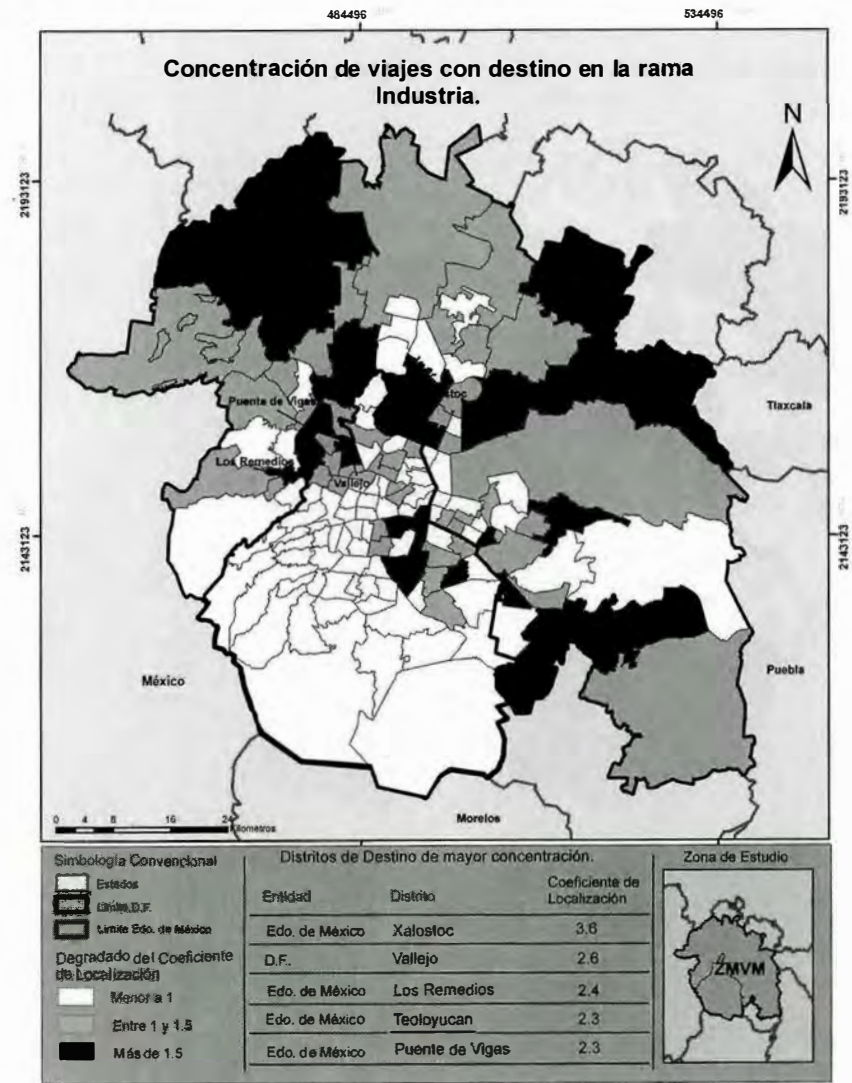 484496
534496
Concentración de viajes con destino en la rama
Industria.
N
2193123
2193123
Puente de Vigas
Tlaxcala
Los Remedios
Vallejo
2143123
2143123
México
Puebla
Morelos
0 4 8 16 24
Kilometros
Simbología Convencional
Estados
Límite D.F.
Límite Edo. de México
Degradado del Coeficiente
de Localización
Menor a 1
Entre 1 y 1.5
Más de 1.5
Distritos de Destino de mayor concentración.
Entidad Distrito Coeficiente de Localización
Edo. de México Xalostoc 3.6
D.F.. Vallejo 2.6
Edo. de México Los Remedios 2.4
Edo. de México Teoloyucan 2.3
Edo. de México Puente de Vigas 2.3
Zona de Estudio
ZMVM